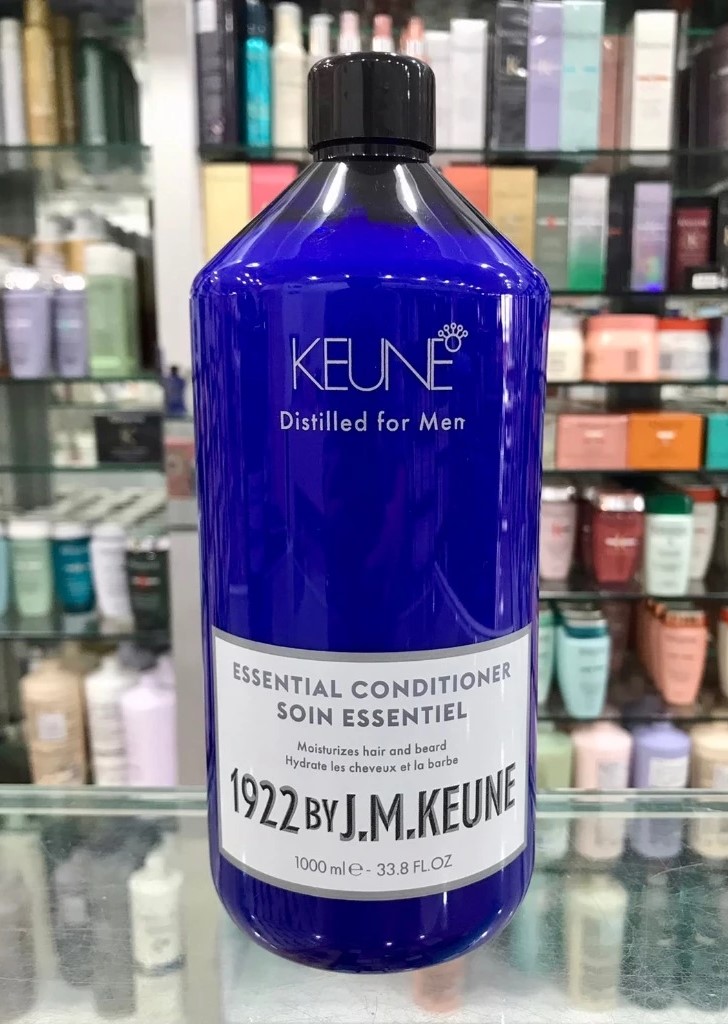 KEUNE
Distilled for Men
ESSENTIAL CONDITIONER
SOIN ESSENTIEL
Moisturizes hair and beard
Hydrate les cheveux et la barbe
1922 BY J.M.KEUNE
1000 ml ℮ - 33.8 FL.OZ